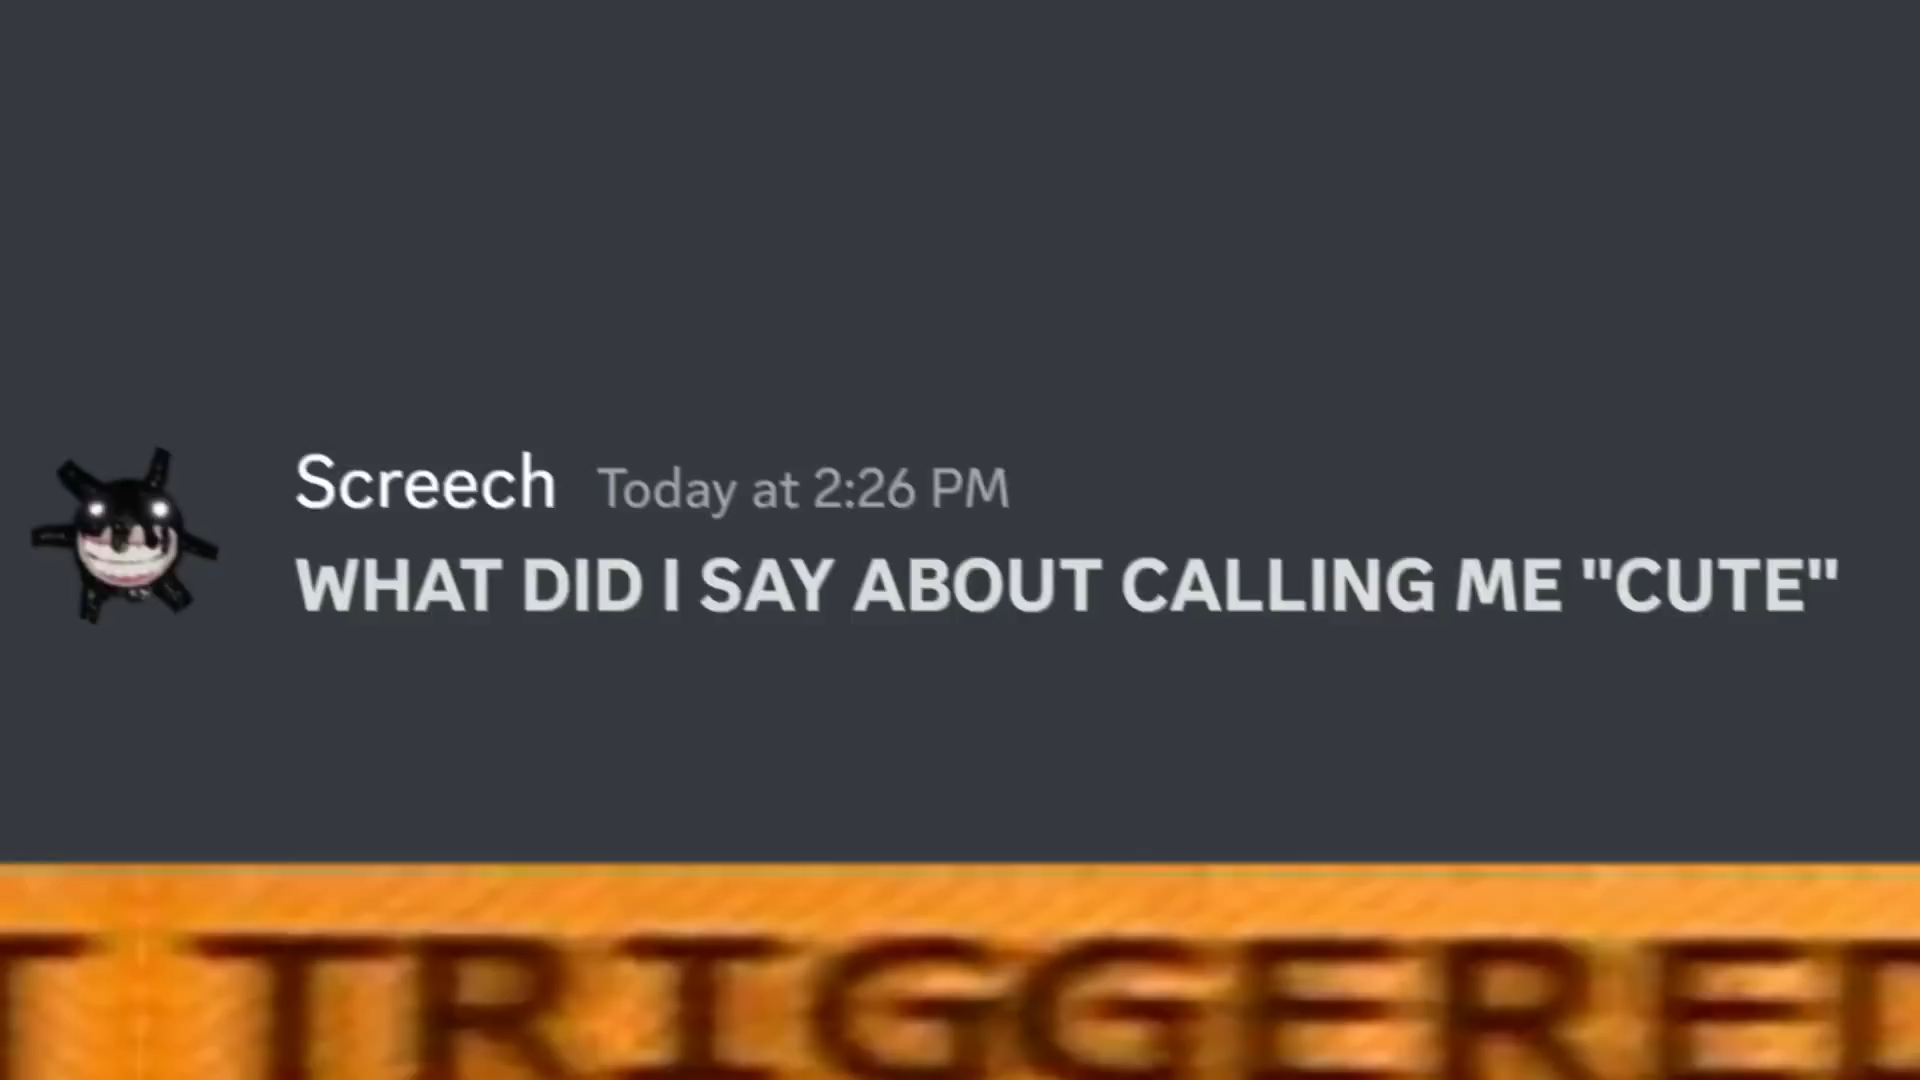 Screech Today at 2:26 PM
WHAT DID I SAY ABOUT CALLING ME "CUTE"
TRIGGERED